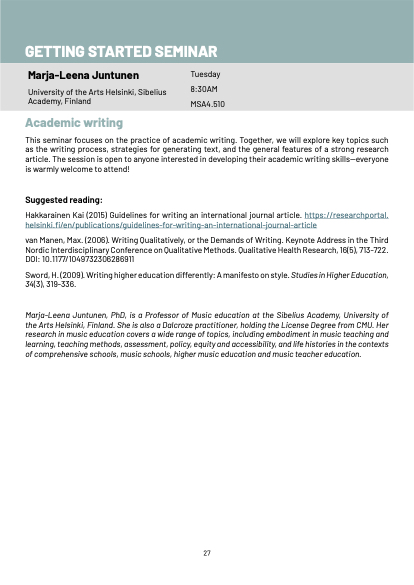 GETTING STARTED SEMINAR
Marja-Leena Juntunen
University of the Arts Helsinki, Sibelius
Academy, Finland
Tuesday
8:30AM
MSA4.510
Academic writing
This seminar focuses on the practice of academic writing. Together, we will explore key topics such
as the writing process, strategies for generating text, and the general features of a strong research
article. The session is open to anyone interested in developing their academic writing skills—everyone
is warmly welcome to attend!
Suggested reading:
Hakkarainen Kai (2015) Guidelines for writing an international journal article. https://researchportal.
helsinki.fi/en/publications/guidelines-for-writing-an-international-journal-article
van Manen, Max. (2006). Writing Qualitatively, or the Demands of Writing. Keynote Address in the Third
Nordic Interdisciplinary Conference on Qualitative Methods. Qualitative Health Research, 16(5), 713–722.
DOI: 10.1177/1049732306286911
Sword, H. (2009). Writing higher education differently: A manifesto on style. Studies in Higher Education,
34(3), 319–336.
Marja-Leena Juntunen, PhD, is a Professor of Music education at the Sibelius Academy, University of
the Arts Helsinki, Finland. She is also a Dalcroze practitioner, holding the License Degree from CMU. Her
research in music education covers a wide range of topics, including embodiment in music teaching and
learning, teaching methods, assessment, policy, equity and accessibility, and life histories in the contexts
of comprehensive schools, music schools, higher music education and music teacher education.
27